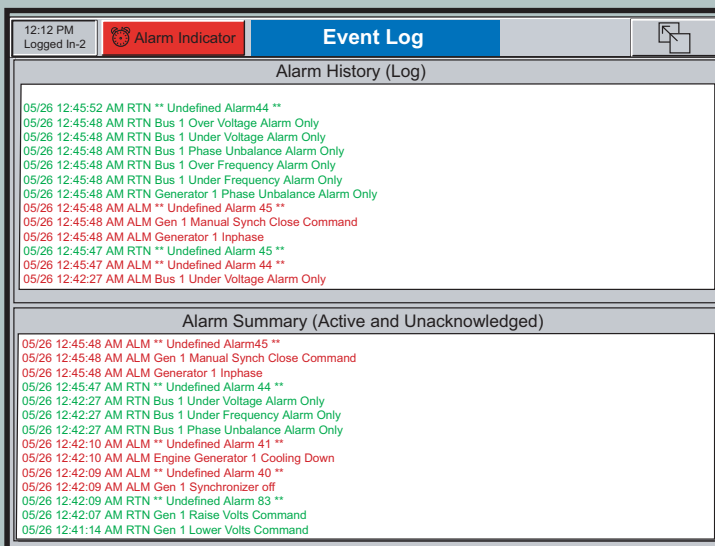 12:12 PM
Logged In-2
Alarm Indicator
Event Log
Alarm History (Log)
05/26 12:45:52 AM RTN ** Undefined Alarm44 **
05/26 12:45:48 AM RTN Bus 1 Over Voltage Alarm Only
05/26 12:45:48 AM RTN Bus 1 Under Voltage Alarm Only
05/26 12:45:48 AM RTN Bus 1 Phase Unbalance Alarm Only
05/26 12:45:48 AM RTN Bus 1 Over Frequency Alarm Only
05/26 12:45:48 AM RTN Bus 1 Under Frequency Alarm Only
05/26 12:45:48 AM RTN Generator 1 Phase Unbalance Alarm Only
05/26 12:45:48 AM ALM ** Undefined Alarm 45 **
05/26 12:45:48 AM ALM Gen 1 Manual Synch Close Command
05/26 12:45:48 AM ALM Generator 1 Inphase
05/26 12:45:47 AM RTN ** Undefined Alarm 45 **
05/26 12:45:47 AM ALM ** Undefined Alarm 44 **
05/26 12:42:27 AM ALM Bus 1 Under Voltage Alarm Only
Alarm Summary (Active and Unacknowledged)
05/26 12:45:48 AM ALM ** Undefined Alarm45 **
05/26 12:45:48 AM ALM Gen 1 Manual Synch Close Command
05/26 12:45:48 AM ALM Generator 1 Inphase
05/26 12:45:47 AM RTN ** Undefined Alarm 44 **
05/26 12:42:27 AM RTN Bus 1 Under Voltage Alarm Only
05/26 12:42:27 AM RTN Bus 1 Under Frequency Alarm Only
05/26 12:42:27 AM RTN Bus 1 Phase Unbalance Alarm Only
05/26 12:42:10 AM ALM ** Undefined Alarm 41 **
05/26 12:42:10 AM ALM Engine Generator 1 Cooling Down
05/26 12:42:09 AM ALM ** Undefined Alarm 40 **
05/26 12:42:09 AM ALM Gen 1 Synchronizer off
05/26 12:42:09 AM RTN ** Undefined Alarm 83 **
05/26 12:42:07 AM RTN Gen 1 Raise Volts Command
05/26 12:41:14 AM RTN Gen 1 Lower Volts Command